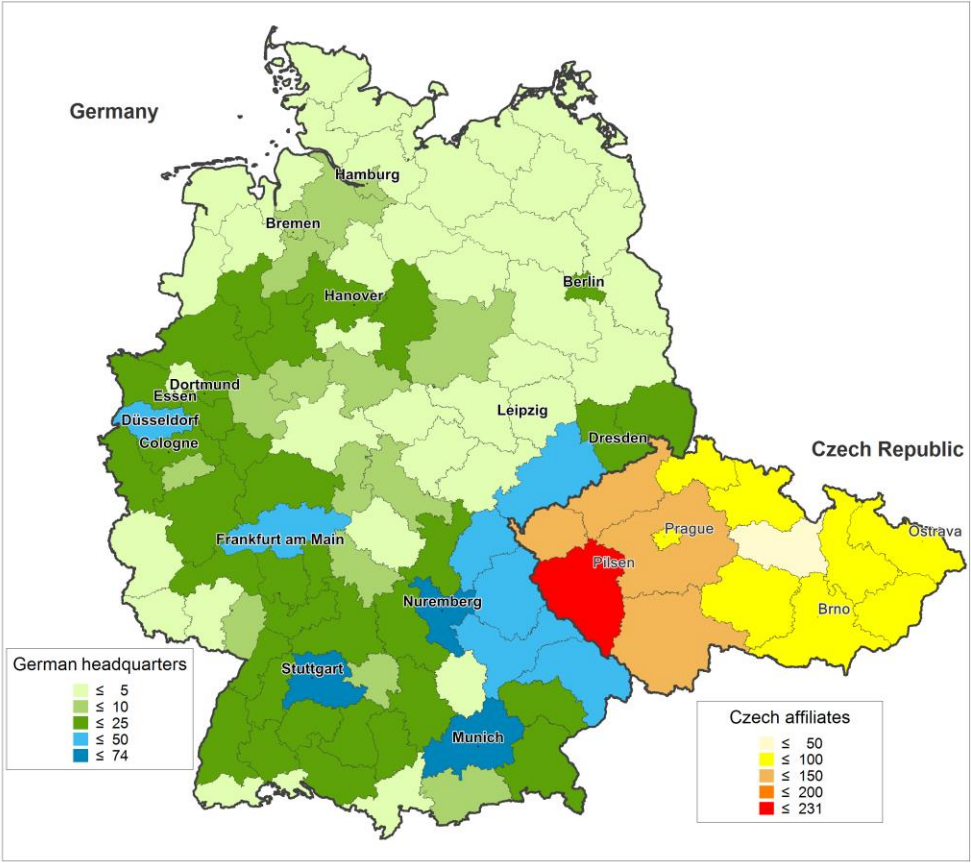 Germany
Hamburg
Bremen
Berlin
Hanover
Dortmund
Essen
Leipzig
Düsseldorf
Dresden
Cologne
Czech Republic
Prague
Ostrava
Frankfurt am Main
Pilsen
Nuremberg
Brno
Stuttgart
Munich
German headquarters
≤ 5
≤ 10
≤ 25
≤ 50
≤ 74
Czech affiliates
≤ 50
≤ 100
≤ 150
≤ 200
≤ 231